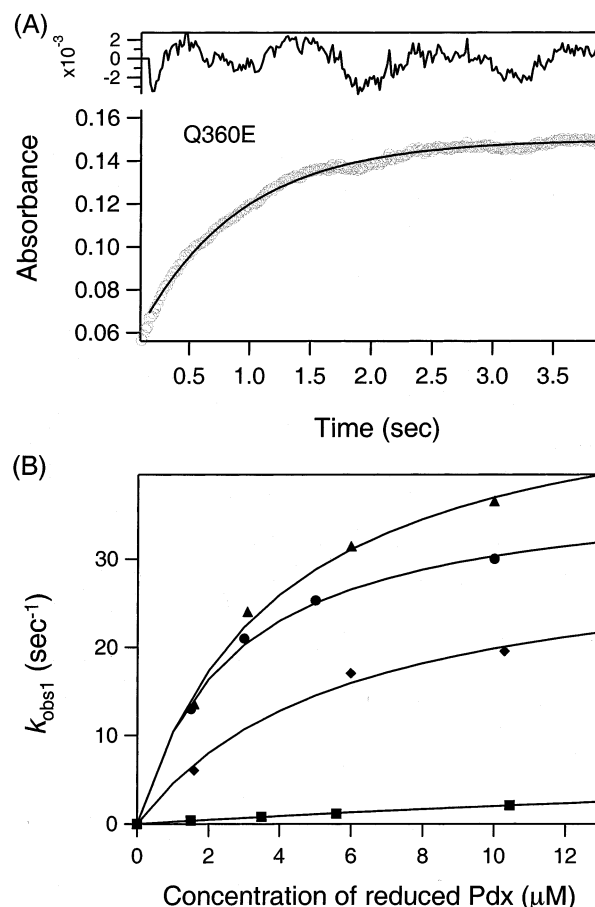 (A)
x10-3
2
0
-2
0.16
0.14
0.12
0.10
0.08
0.06
Absorbance
Q360E
0.5 1.0 1.5 2.0 2.5 3.0 3.5
Time (sec)
(B)
30
20
10
0
kobs1 (sec-1)
0 2 4 6 8 10 12
Concentration of reduced Pdx (μM)